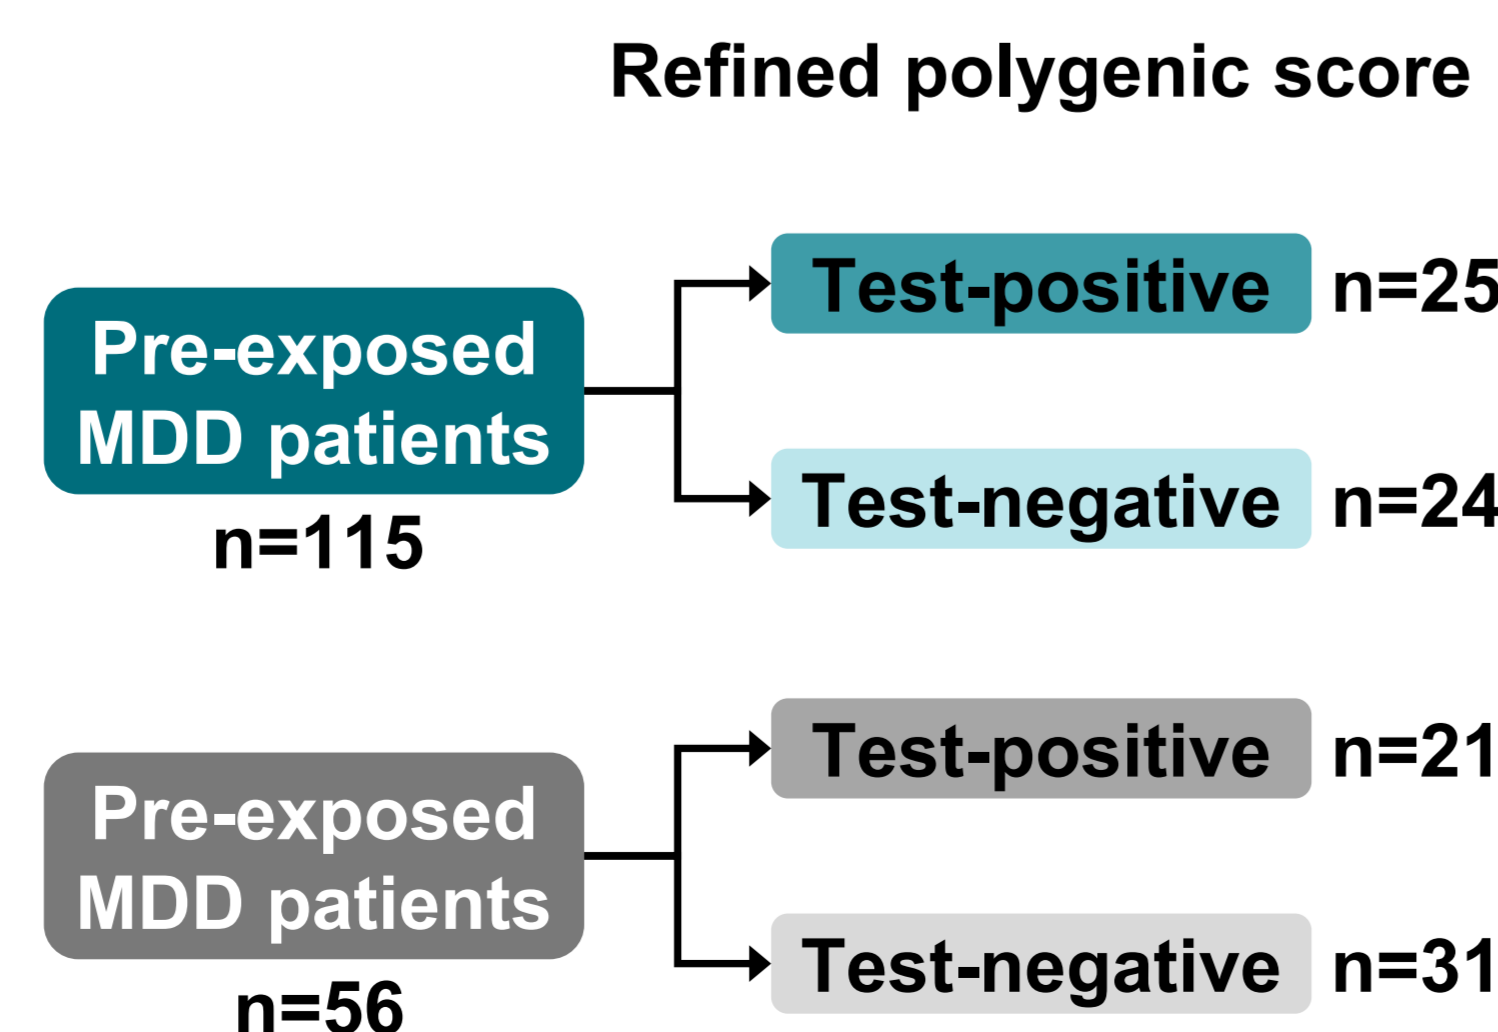 Refined polygenic score
Pre-exposed
MDD patients
n=115
Test-positive n=25
Test-negative n=24
Pre-exposed
MDD patients
n=56
Test-positive n=21
Test-negative n=31